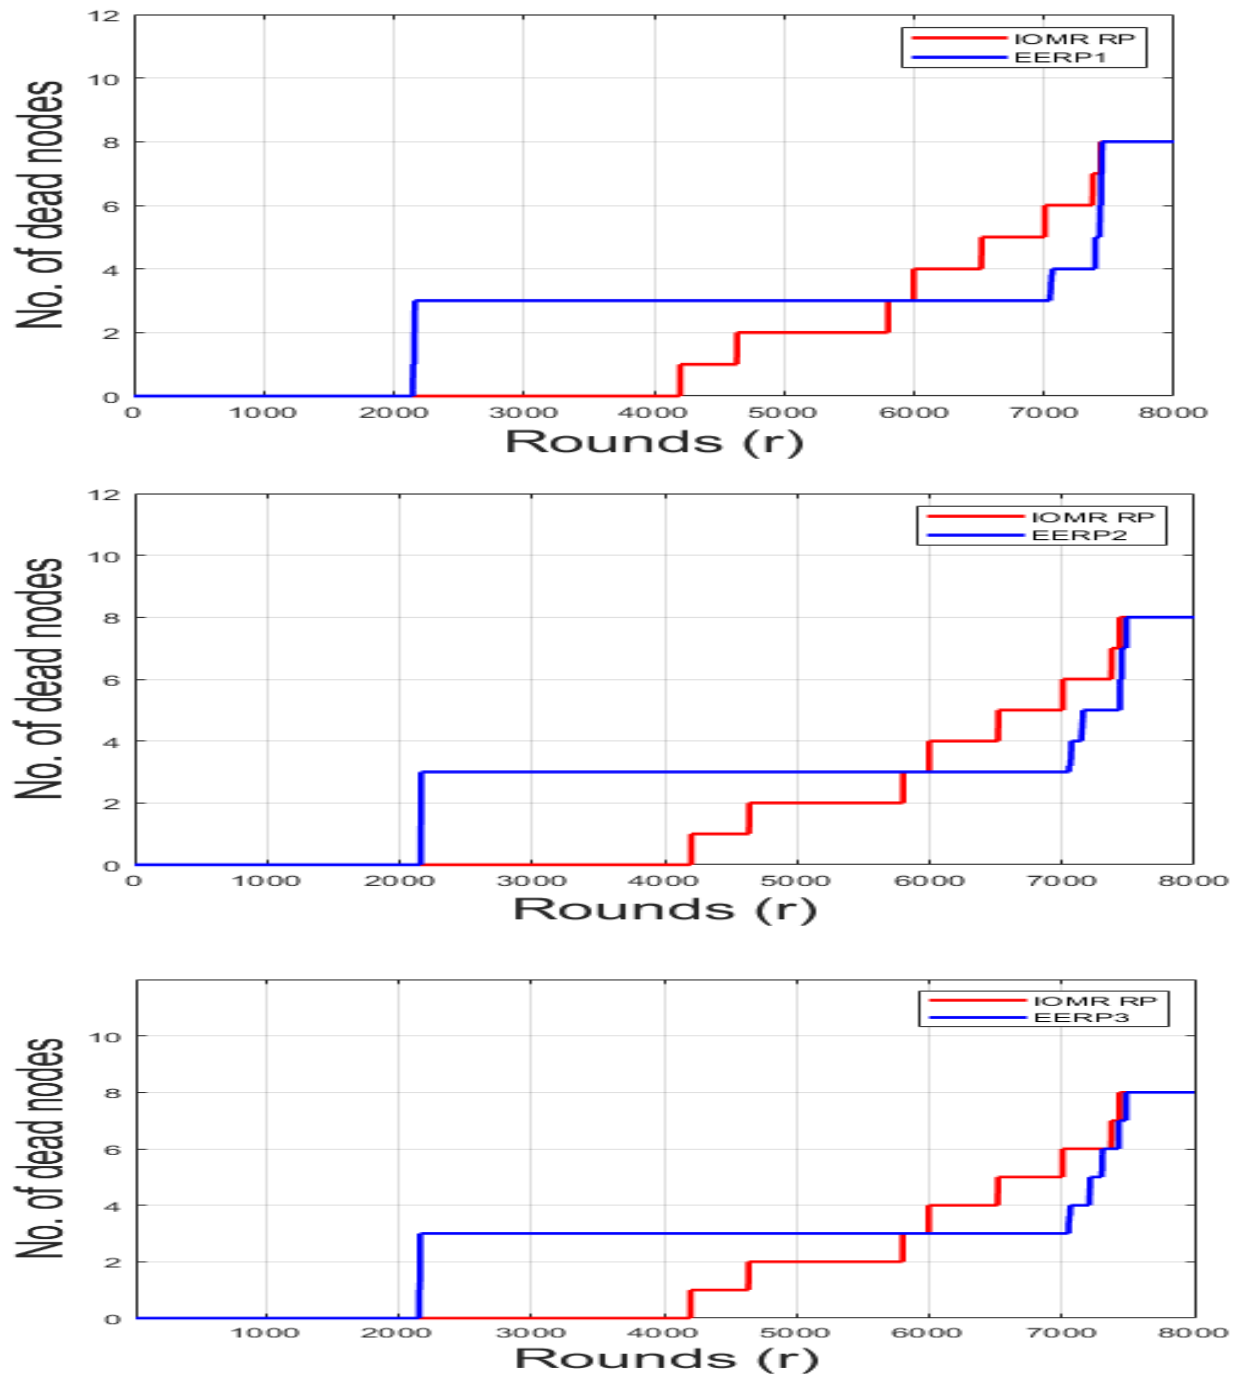 12
10
8
6
4
2
0
No. of dead nodes
IOMR RP
EERP1
0 1000 2000 3000 4000 5000 6000 7000 8000
Rounds (r)
12
10
8
6
4
2
0
No. of dead nodes
IOMR RP
EERP2
0 1000 2000 3000 4000 5000 6000 7000 8000
Rounds (r)
10
8
6
4
2
0
No. of dead nodes
IOMR RP
EERP3
1000 2000 3000 4000 5000 6000 7000 8000
Rounds (r)